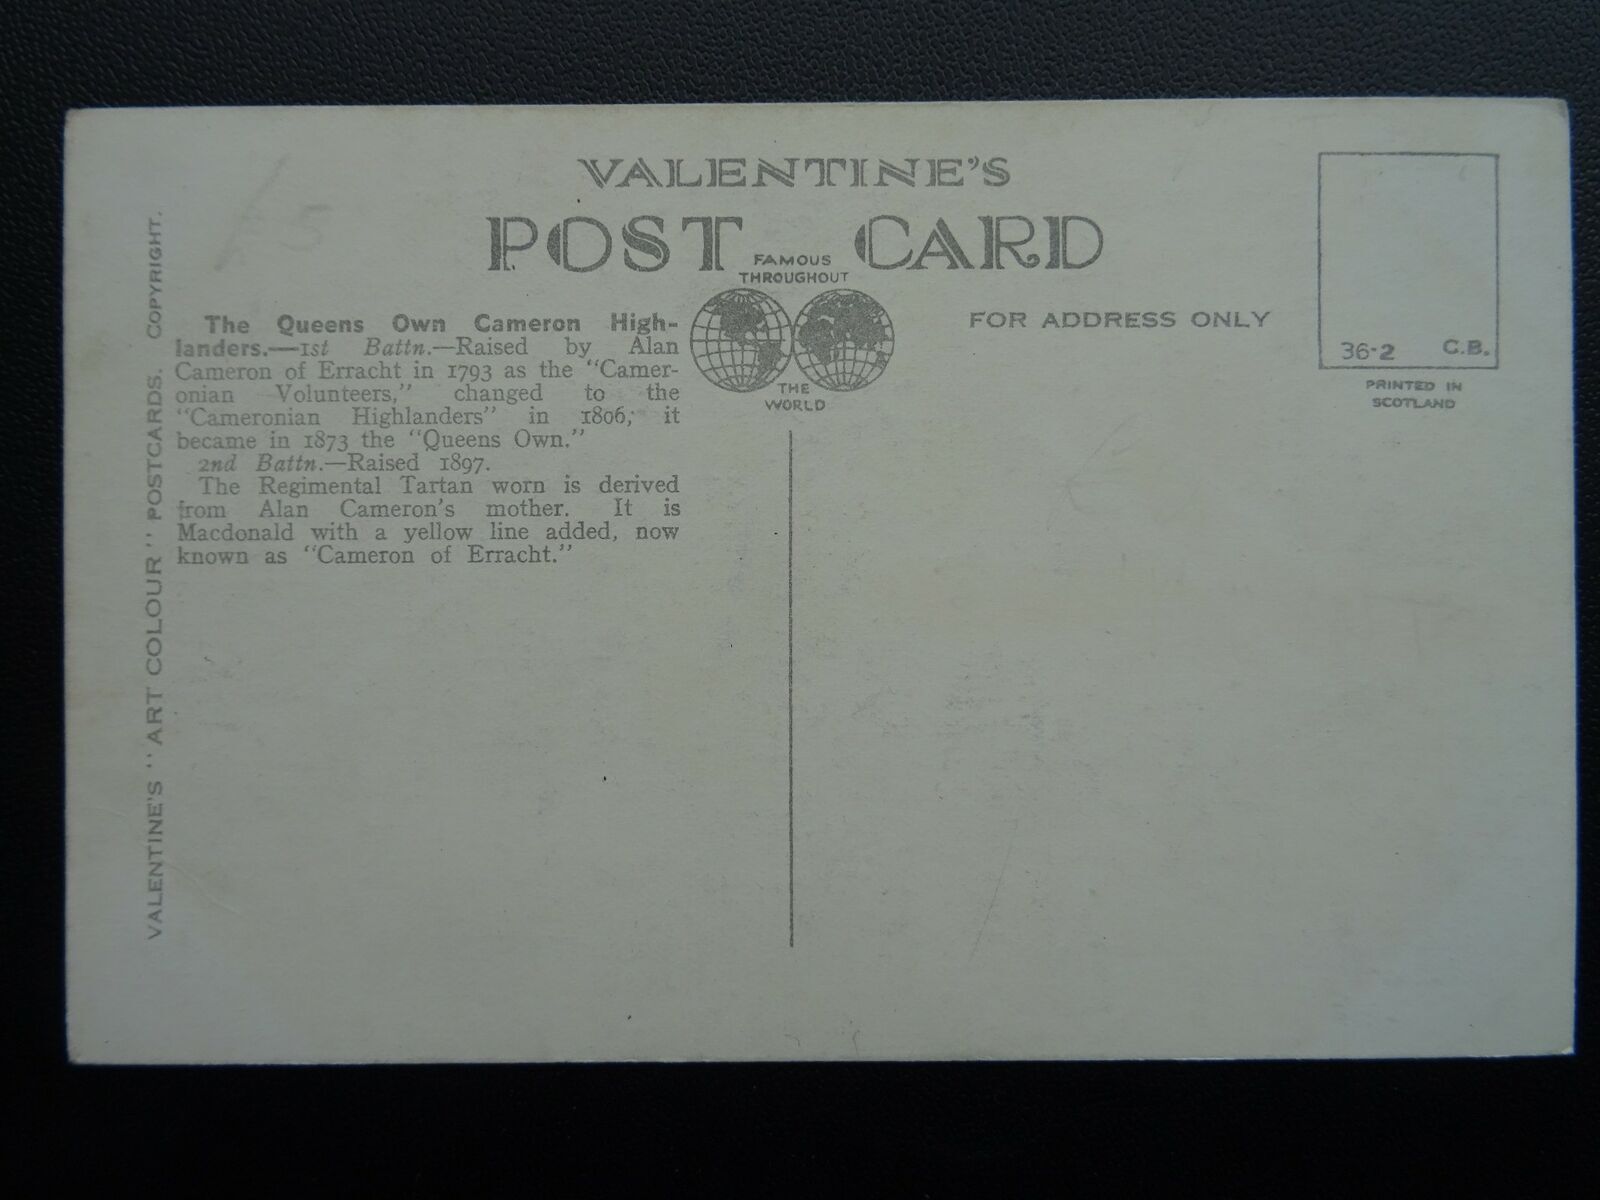 VALENTINE'S
POST CARD
FAMOUS
THROUGHOUT
THE
WORLD
FOR ADDRESS ONLY
36-2 C.B.
PRINTED IN
SCOTLAND
The Queens Own Cameron High-
landers.—1st Battn.—Raised by Alan
Cameron of Erracht in 1793 as the "Camer-
onian Volunteers," changed to the
"Cameronian Highlanders" in 1806, it
became in 1873 the "Queens Own."
2nd Battn.—Raised 1897.
The Regimental Tartan worn is derived
from Alan Cameron's mother. It is
Macdonald with a yellow line added, now
known as "Cameron of Erracht."
VALENTINE'S "ART COLOUR" POSTCARDS. COPYRIGHT.